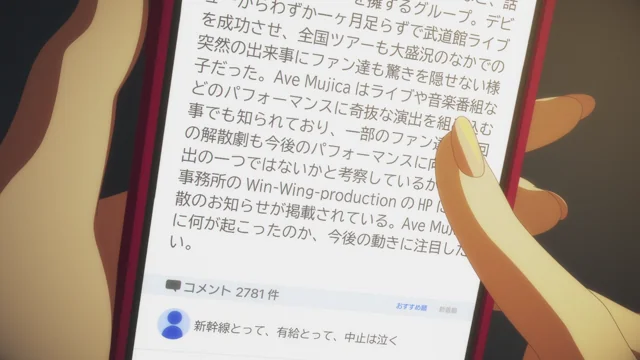 を擁するグループ。デビ
ューからわずか一ヶ月足らずで武道館ライブ
を成功させ、全国ツアーも大盛況のなかでの
突然の出来事にファン達も驚きを隠せない様
子だった。Ave Mujica はライブや音楽番組な
どのパフォーマンスに奇抜な演出を組 込む
事でも知られており、一部のファン達 回
の解散劇も今後のパフォーマンスに向
出の一つではないかと考察しているが
事務所の Win-Wing-production の HP に
散のお知らせが掲載されている。Ave Muj
に何が起こったのか、今後の動きに注目した
い。
コメント 2781 件
おすすめ順 新着順
新幹線とって、有給とって、中止は泣く